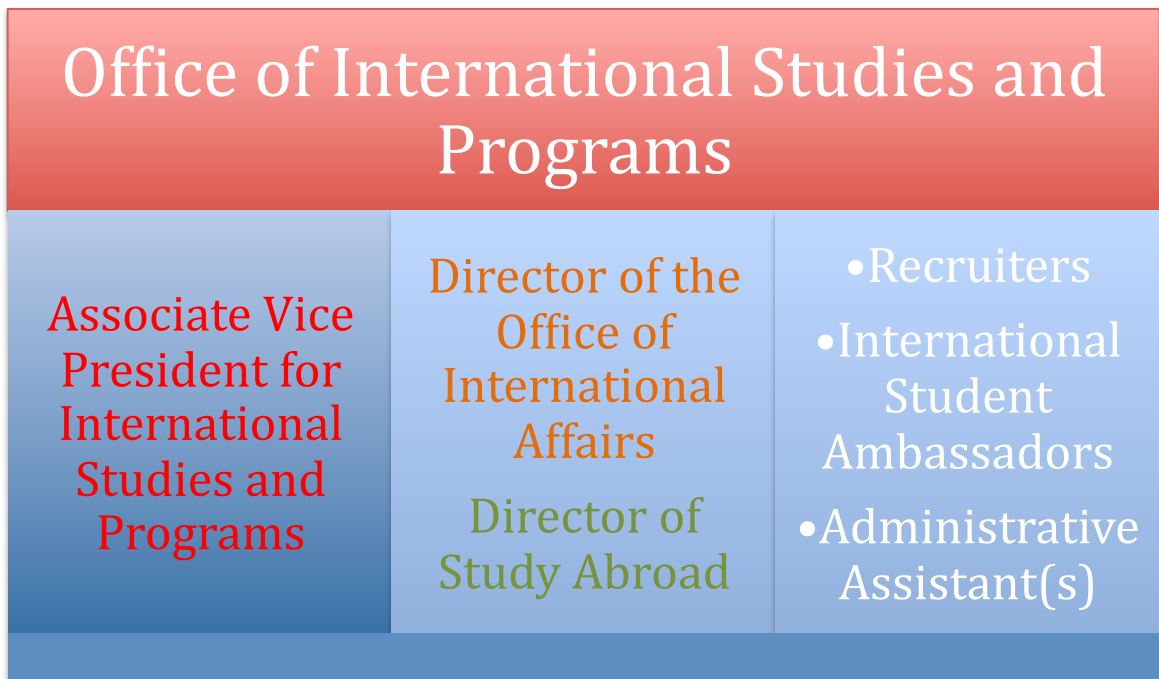 Office of International Studies and
Programs
Associate Vice
President for
International
Studies and
Programs
Director of the
Office of
International
Affairs
Director of
Study Abroad
•Recruiters
•International
Student
Ambassadors
•Administrative
Assistant(s)